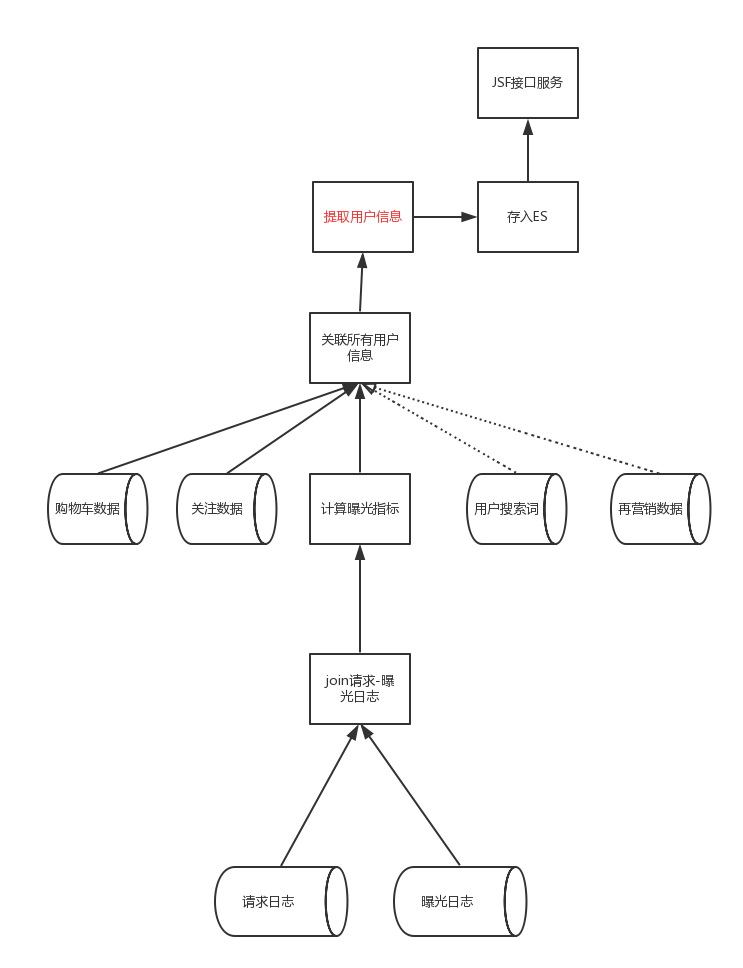 JSF接口服务
提取用户信息
存入ES
关联所有用户
信息
购物车数据
关注数据
计算曝光指标
用户搜索词
再营销数据
join请求-曝
光日志
请求日志
曝光日志